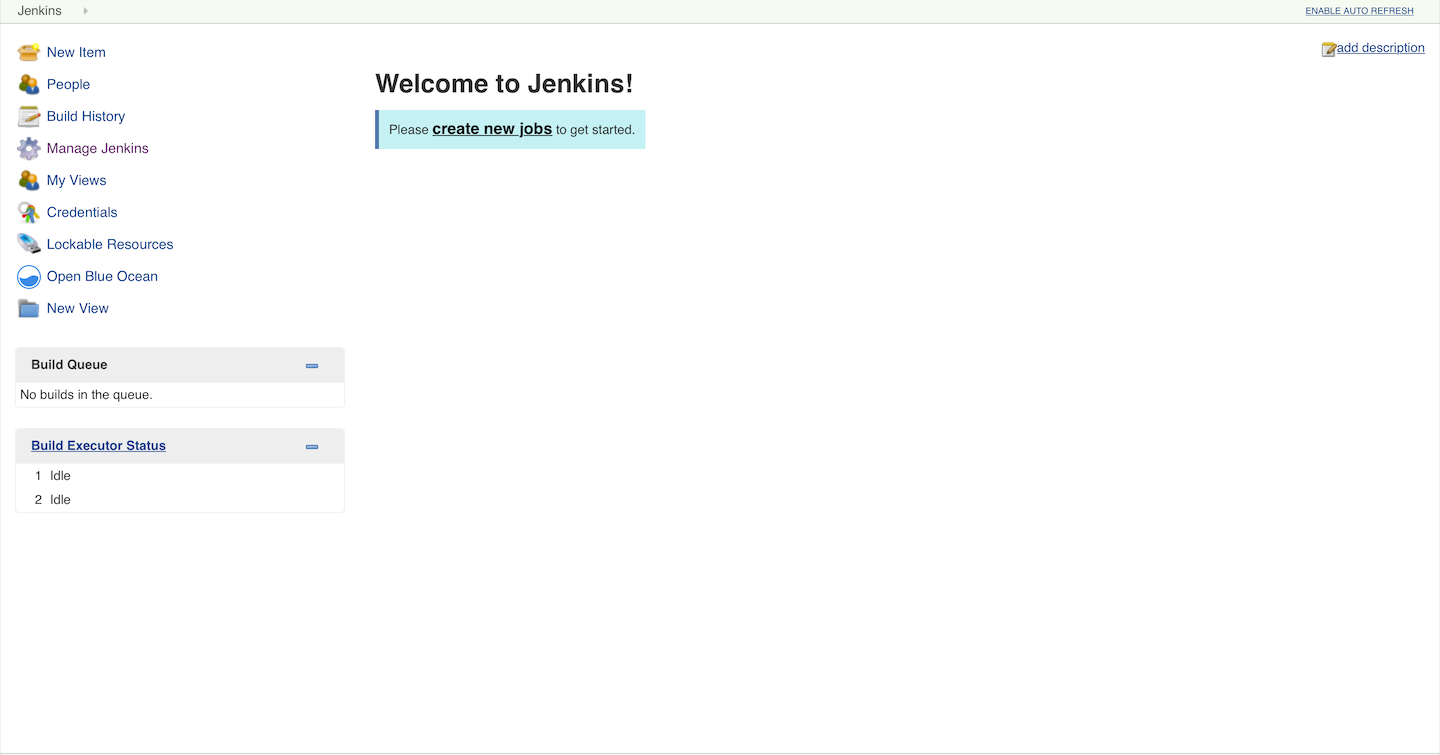 Jenkins
ENABLE AUTO REFRESH
New Item
People
Build History
Manage Jenkins
My Views
Credentials
Lockable Resources
Open Blue Ocean
New View
Build Queue
No builds in the queue.
Build Executor Status
1 Idle
2 Idle
add description
Welcome to Jenkins!
Please create new jobs to get started.